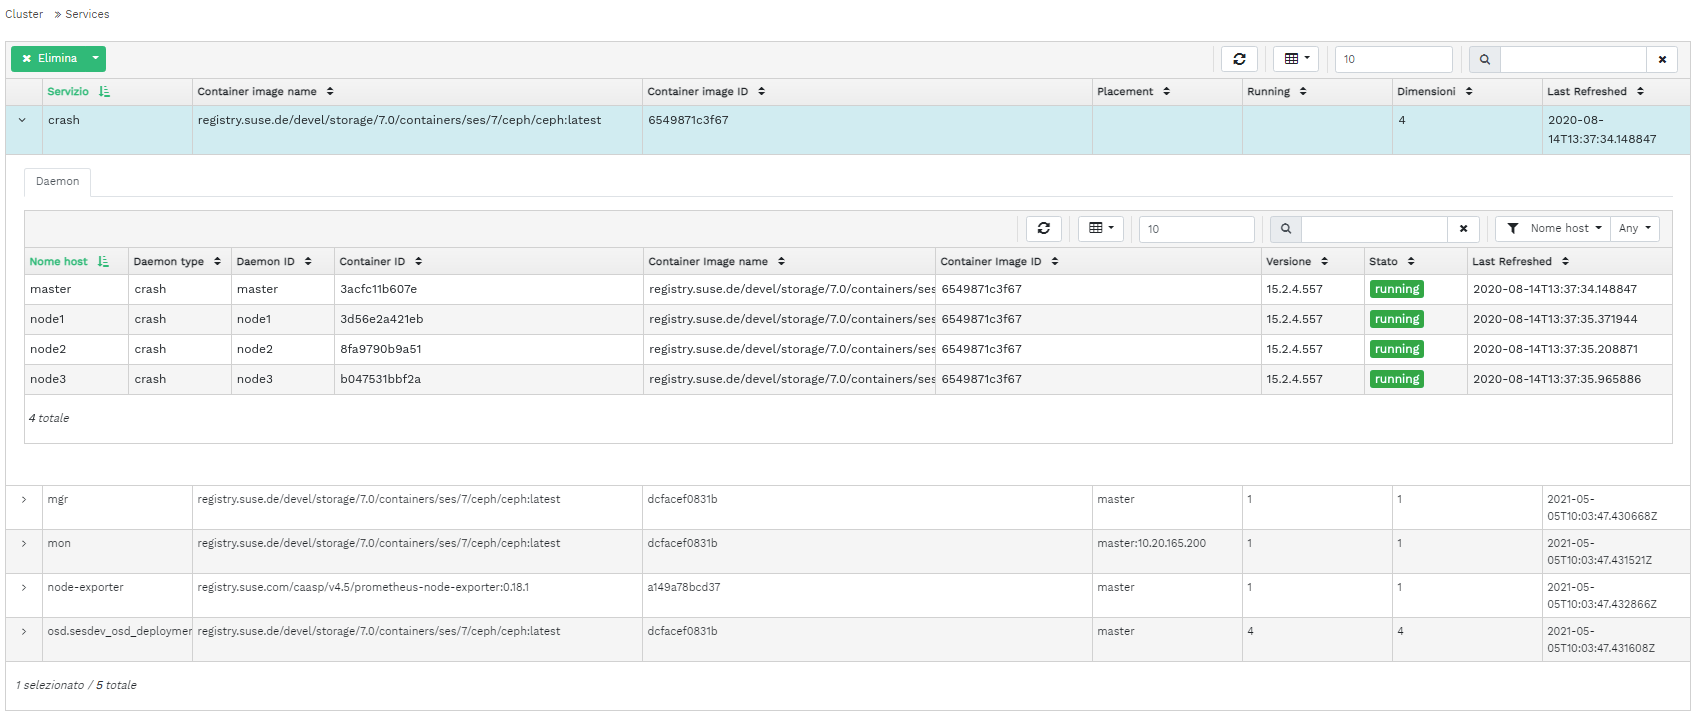 Cluster » Services
✖ Elimina
10
Servizio Container image name Container image ID Placement Running Dimensioni Last Refreshed
crash registry.suse.de/devel/storage/7.0/containers/ses/7/ceph/ceph:latest 6549871c3f67 4 2020-08-
14T13:37:34.148847
Daemon
10 Nome host Any
Nome host Daemon type Daemon ID Container ID Container Image name Container Image ID Versione Stato Last Refreshed
master crash master 3acfc11b607e registry.suse.de/devel/storage/7.0/containers/ses 6549871c3f67 15.2.4.557 running 2020-08-14T13:37:34.148847
node1 crash node1 3d56e2a421eb registry.suse.de/devel/storage/7.0/containers/ses 6549871c3f67 15.2.4.557 running 2020-08-14T13:37:35.371944
node2 crash node2 8fa9790b9a51 registry.suse.de/devel/storage/7.0/containers/ses 6549871c3f67 15.2.4.557 running 2020-08-14T13:37:35.208871
node3 crash node3 b047531bbf2a registry.suse.de/devel/storage/7.0/containers/ses 6549871c3f67 15.2.4.557 running 2020-08-14T13:37:35.965886
4 totale
mgr registry.suse.de/devel/storage/7.0/containers/ses/7/ceph/ceph:latest dcfacef0831b master 1 1 2021-05-
05T10:03:47.430668Z
mon registry.suse.de/devel/storage/7.0/containers/ses/7/ceph/ceph:latest dcfacef0831b master:10.20.165.200 1 1 2021-05-
05T10:03:47.431521Z
node-exporter registry.suse.com/caasp/v4.5/prometheus-node-exporter:0.18.1 a149a78bcd37 master 1 1 2021-05-
05T10:03:47.432866Z
osd.sesdev_osd_deploymen registry.suse.de/devel/storage/7.0/containers/ses/7/ceph/ceph:latest dcfacef0831b master 4 4 2021-05-
05T10:03:47.431608Z
1 selezionato / 5 totale